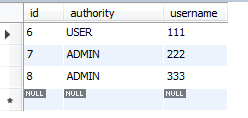 id authority username
6 USER 111
7 ADMIN 222
8 ADMIN 333
NULL NULL NULL